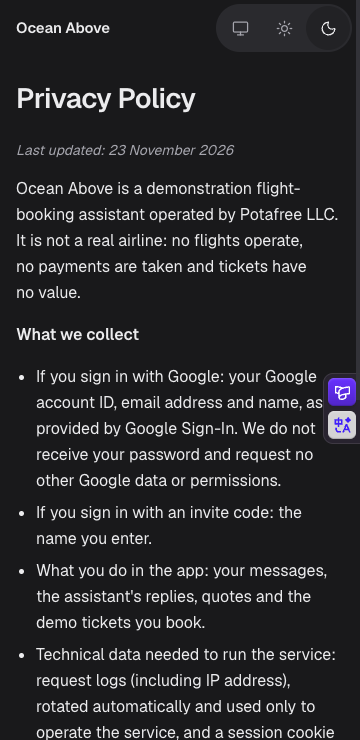 Ocean Above
Privacy Policy
Last updated: 23 November 2026
Ocean Above is a demonstration flight-
booking assistant operated by Potafree LLC.
It is not a real airline: no flights operate,
no payments are taken and tickets have
no value.
What we collect
• If you sign in with Google: your Google
account ID, email address and name, as
provided by Google Sign-In. We do not
receive your password and request no
other Google data or permissions.
• If you sign in with an invite code: the
name you enter.
• What you do in the app: your messages,
the assistant's replies, quotes and the
demo tickets you book.
• Technical data needed to run the service:
request logs (including IP address),
rotated automatically and used only to
operate the service, and a session cookie